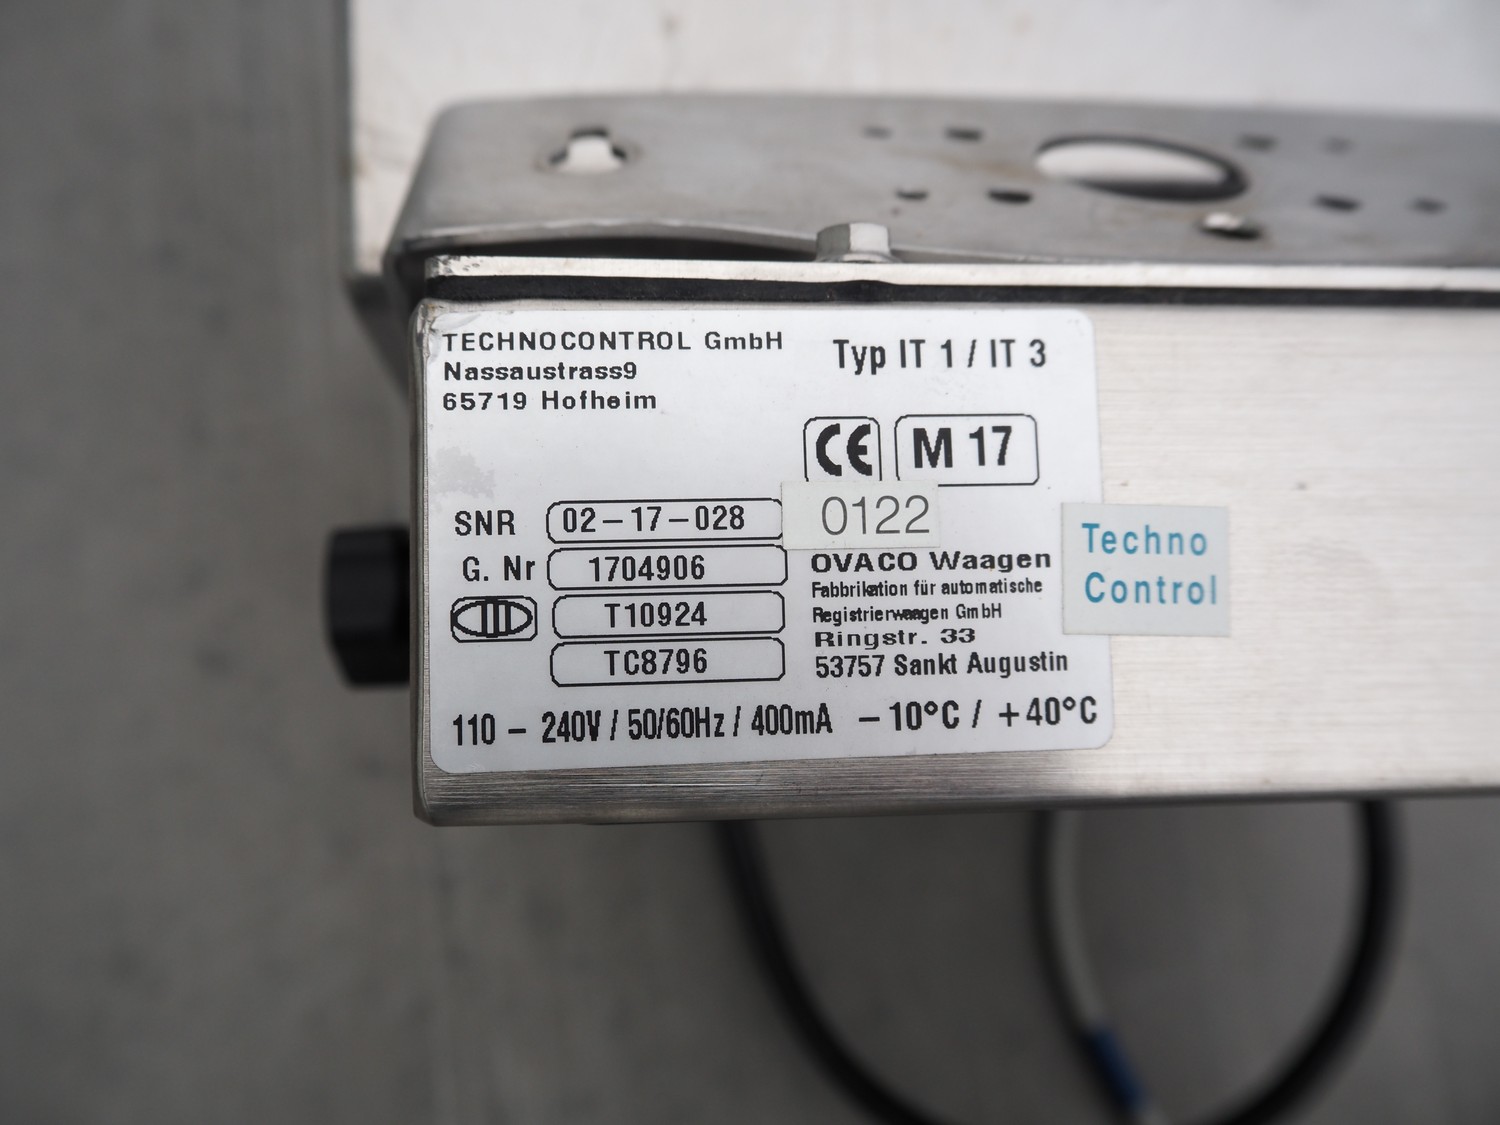 TECHNOCONTROL GmbH
Nassaustrass9
65719 Hofheim
Typ IT 1 / IT 3
CE M 17
0122
SNR 02-17-028
G. Nr 1704906
T10924
TC8796
OVACO Waagen
Fabbrikation für automatische
Registrierwaagen GmbH
Ringstr. 33
53757 Sankt Augustin
110 - 240V / 50/60Hz / 400mA -10°C / +40°C
Techno
Control